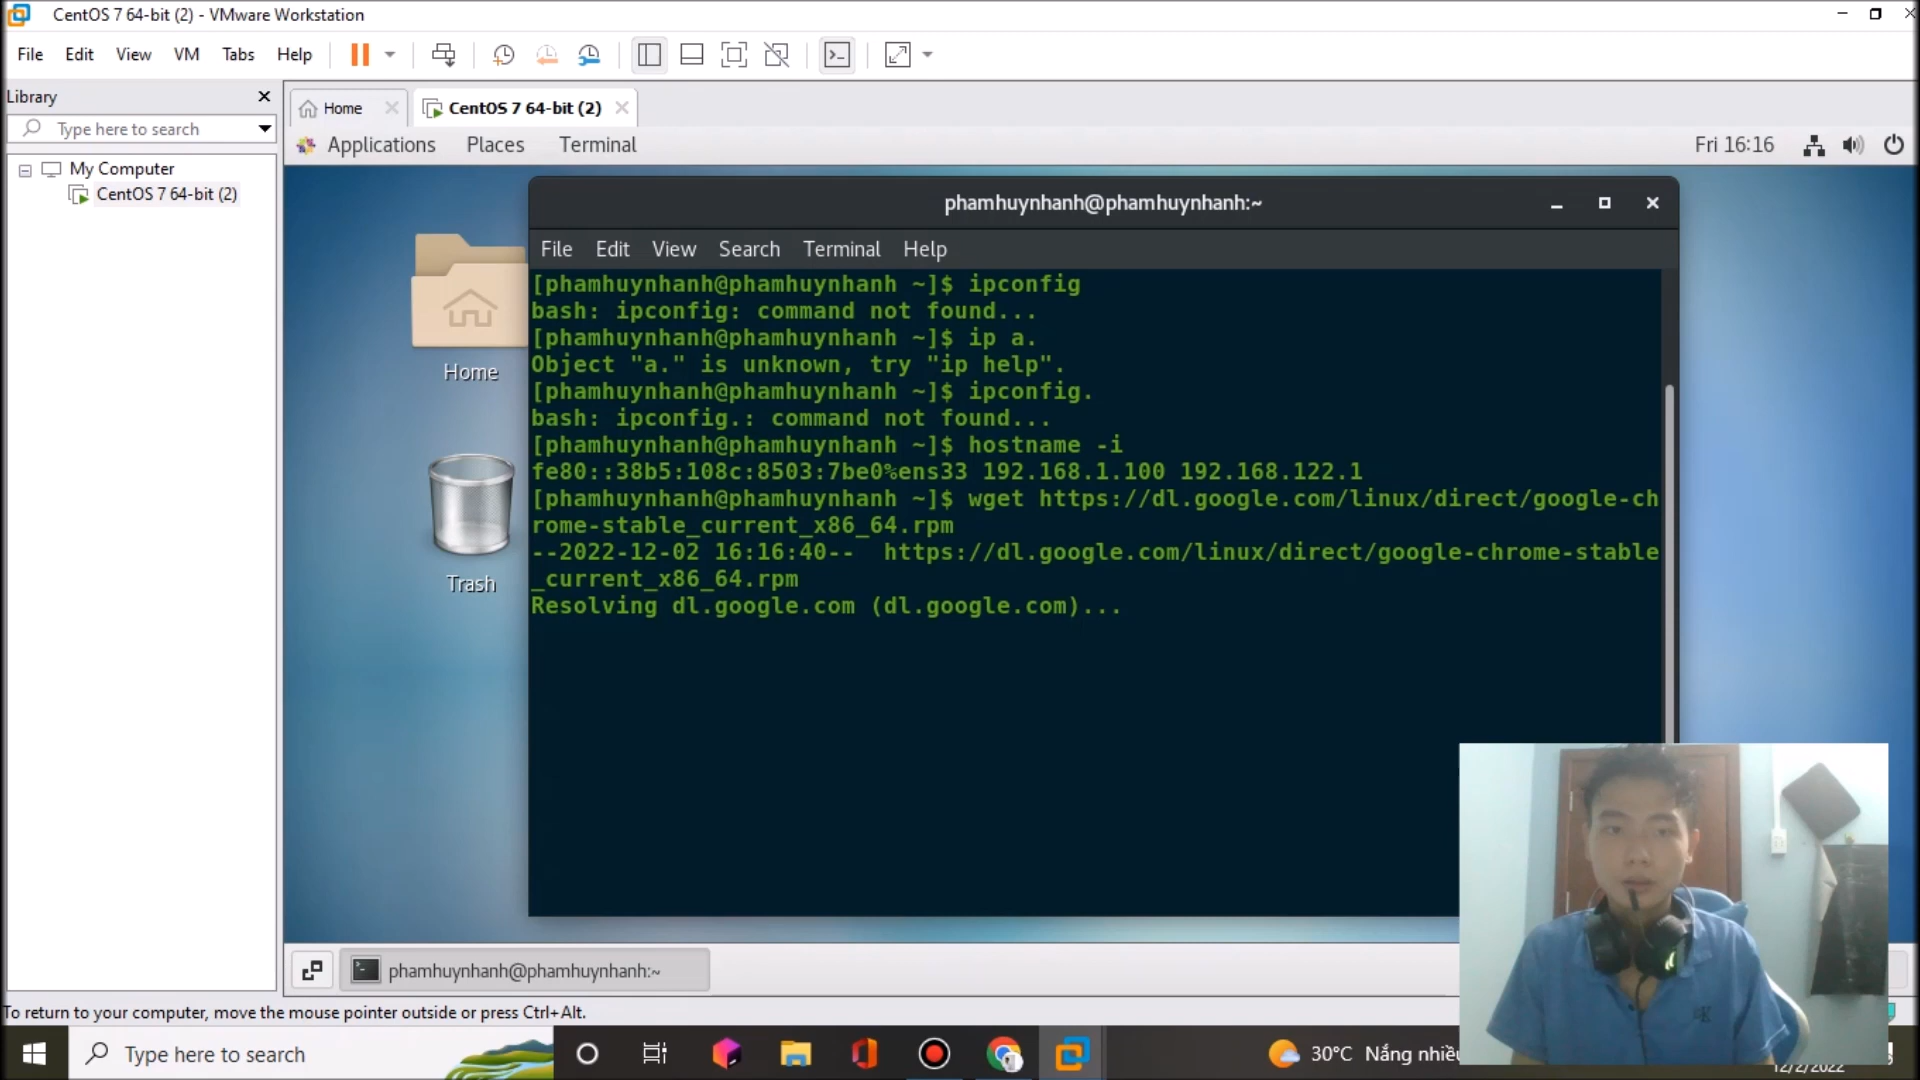 CentOS 7 64-bit (2) - VMware Workstation
File Edit View VM Tabs Help
Library
Type here to search
My Computer
CentOS 7 64-bit (2)
Home
CentOS 7 64-bit (2)
Applications Places Terminal
Fri 16:16
Home
Trash
phamhuynhanh@phamhuynhanh:~
File Edit View Search Terminal Help
[phamhuynhanh@phamhuynhanh ~]$ ipconfig
bash: ipconfig: command not found...
[phamhuynhanh@phamhuynhanh ~]$ ip a.
Object "a." is unknown, try "ip help".
[phamhuynhanh@phamhuynhanh ~]$ ipconfig.
bash: ipconfig.: command not found...
[phamhuynhanh@phamhuynhanh ~]$ hostname -i
fe80::38b5:108c:8503:7be0%ens33 192.168.1.100 192.168.122.1
[phamhuynhanh@phamhuynhanh ~]$ wget https://dl.google.com/linux/direct/google-ch
rome-stable_current_x86_64.rpm
--2022-12-02 16:16:40-- https://dl.google.com/linux/direct/google-chrome-stable
_current_x86_64.rpm
Resolving dl.google.com (dl.google.com)...
phamhuynhanh@phamhuynhanh:~
To return to your computer, move the mouse pointer outside or press Ctrl+Alt.
Type here to search
30°C Nắng nhiều
12/2/2022